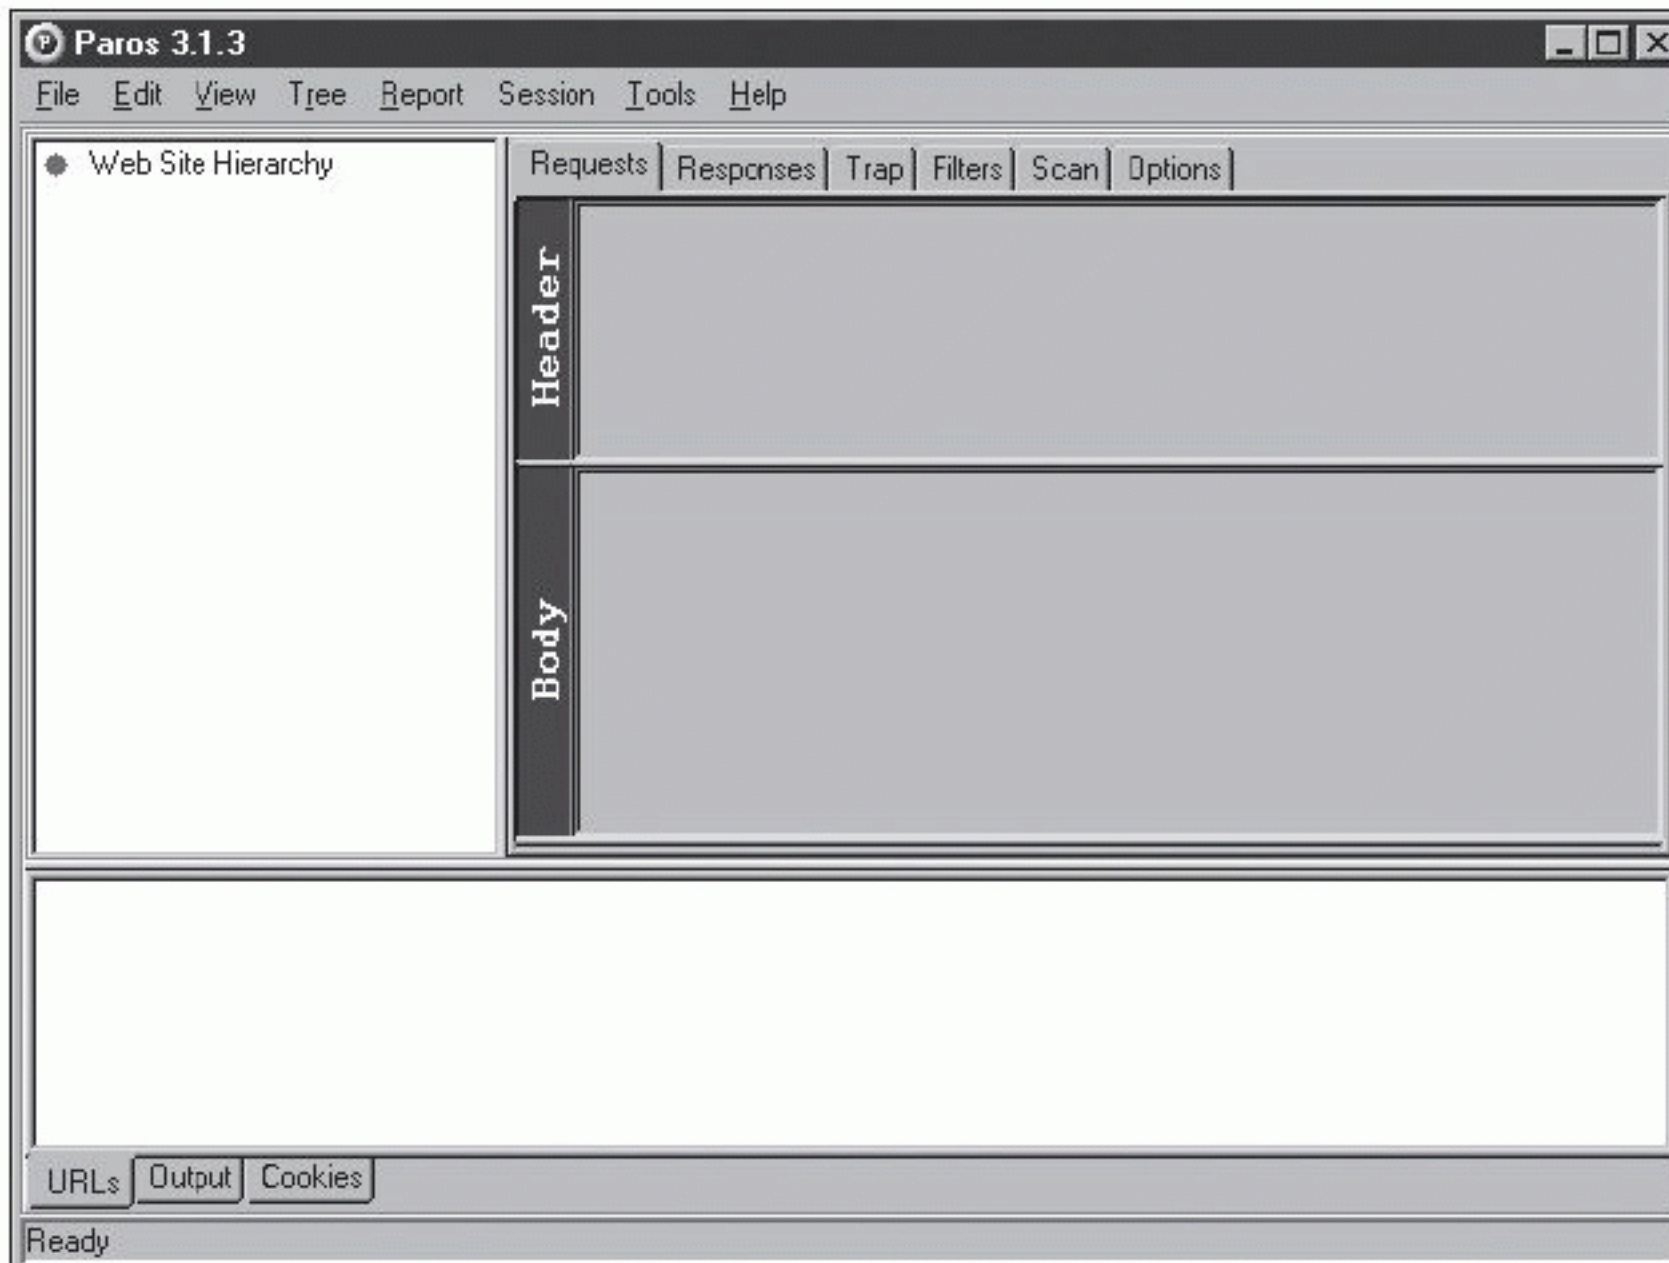 Paros 3.1.3
File Edit View Tree Report Session Tools Help
Web Site Hierarchy
Requests Responses Trap Filters Scan Options
Header
Body
URLs Output Cookies
Ready